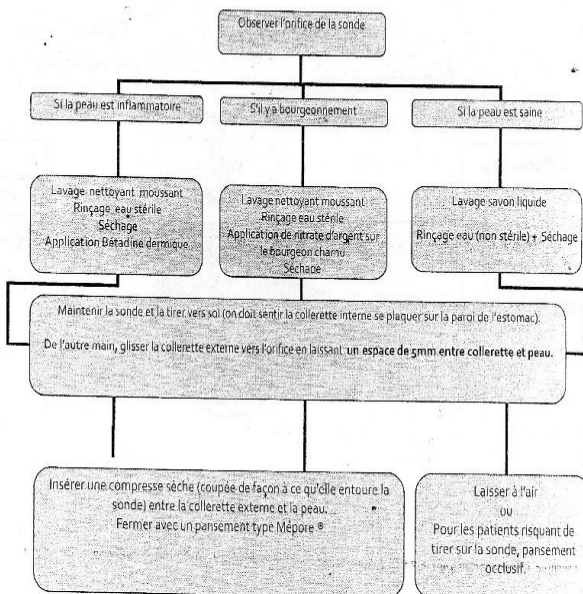 Observer l'orifice de la sonde
Si la peau est inflammatoire
S'il y a bourgeonnement
Si la peau est saine
Lavage nettoyant moussant
Rinçage eau stérile
Séchage
Application Bétadine dermique
Lavage nettoyant moussant
Rinçage eau stérile
Application de nitrate d'argent sur
le bourgeon charnu
Séchage
Lavage savon liquide
Rinçage eau (non stérile) + Séchage
Maintenir la sonde et la tirer vers soi (on doit sentir la collerette interne se plaquer sur la paroi de l'estomac).
De l'autre main, glisser la collerette externe vers l'orifice en laissant un espace de 5mm entre collerette et peau.
Insérer une compresse sèche (coupée de façon à ce qu'elle entoure la
sonde) entre la collerette externe et la peau.
Fermer avec un pansement type Mépore ®
Laisser à l'air
ou
Pour les patients risquant de
tirer sur la sonde, pansement
occlusif.